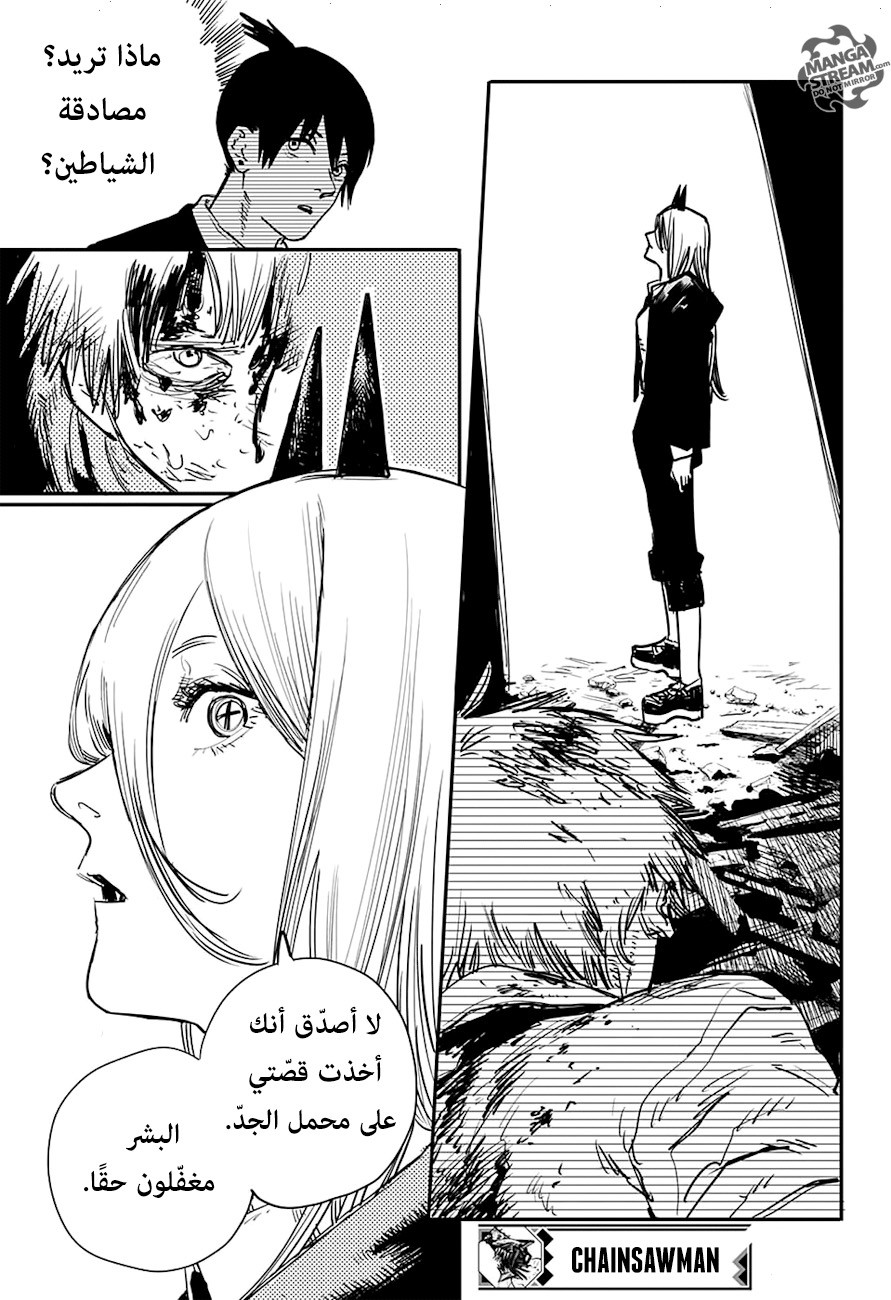 MANGA
STREAM.com
DO NOT MIRROR
ماذا تريد؟
مصادقة
الشياطين؟
لا أصدّق أنك
أخذت قصّتي
على محمل الجدّ.
البشر
مغفّلون حقًا.
CHAINSAWMAN